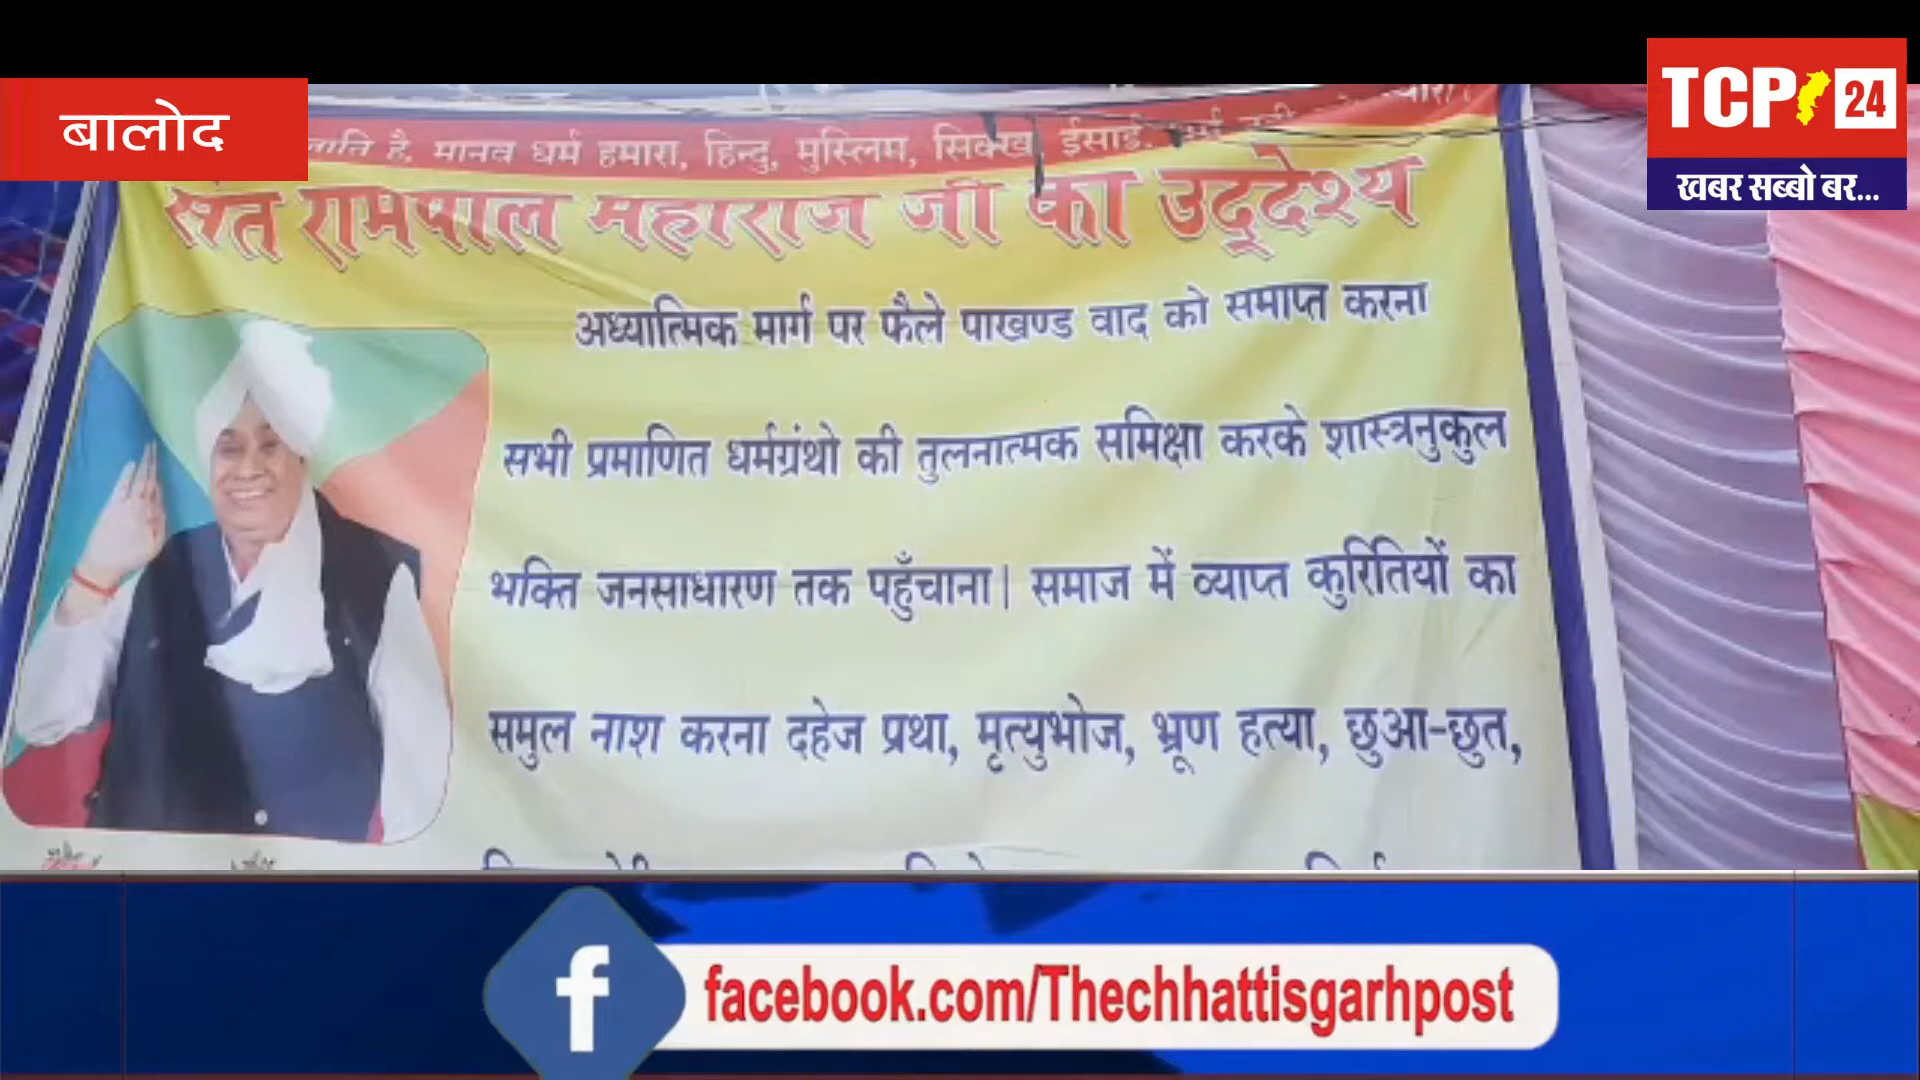 बालोद
TCP 24
खबर सब्बो बर...
है, मानव धर्म हमारा, हिन्दु, मुस्लिम, सिक्ख, ईसाई.
संत रामपाल महाराज जी का उद्देश्य
अध्यात्मिक मार्ग पर फैले पाखण्ड वाद को समाप्त करना
सभी प्रमाणित धर्मग्रंथो की तुलनात्मक समिक्षा करके शास्त्रनुकुल
भक्ति जनसाधारण तक पहुँचाना| समाज में व्याप्त कुरितियों का
समुल नाश करना दहेज प्रथा, मृत्युभोज, भ्रूण हत्या, छुआ-छुत,
f facebook.com/Thechhattisgarhpost